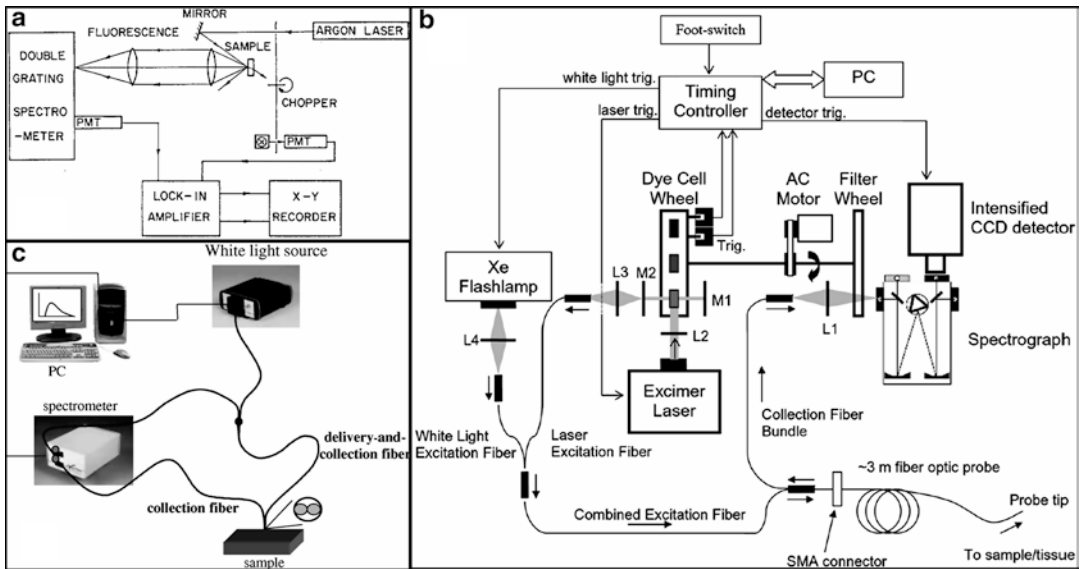 a
MIRROR
FLUORESCENCE
SAMPLE
ARGON LASER
DOUBLE
GRATING
SPECTRO
-METER
CHOPPER
PMT
PMT
LOCK-IN
AMPLIFIER
X-Y
RECORDER
b
Foot-switch
white light trig.
laser trig.
Timing
Controller
PC
detector trig.
Dye Cell
Wheel
AC
Motor
Filter
Wheel
Intensified
CCD detector
Trig.
Xe
Flashlamp
L3
M2
M1
L4
L2
L1
Excimer
Laser
Spectrograph
White Light
Excitation Fiber
Laser
Excitation Fiber
Collection Fiber
Bundle
~3 m fiber optic probe
Probe tip
Combined Excitation Fiber
SMA connector
To sample/tissue
c
White light source
PC
spectrometer
delivery-and-
collection fiber
collection fiber
sample